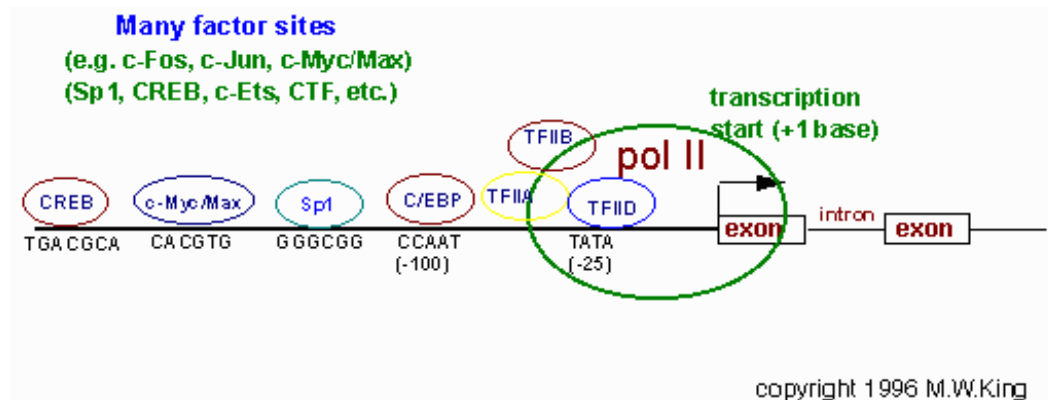 Many factor sites
(e.g. c-Fos, c-Jun, c-Myc/Max)
(Sp1, CREB, c-Ets, CTF, etc.)
transcription
start (+1 base)
TFIIB
pol II
CREB
c-Myc/Max
Sp1
C/EBP
TFIIA
TFIID
exon
intron
exon
TGACGCA
CACGTG
GGGCGG
CCAAT
(-100)
TATA
(-25)
copyright 1996 M.W.King